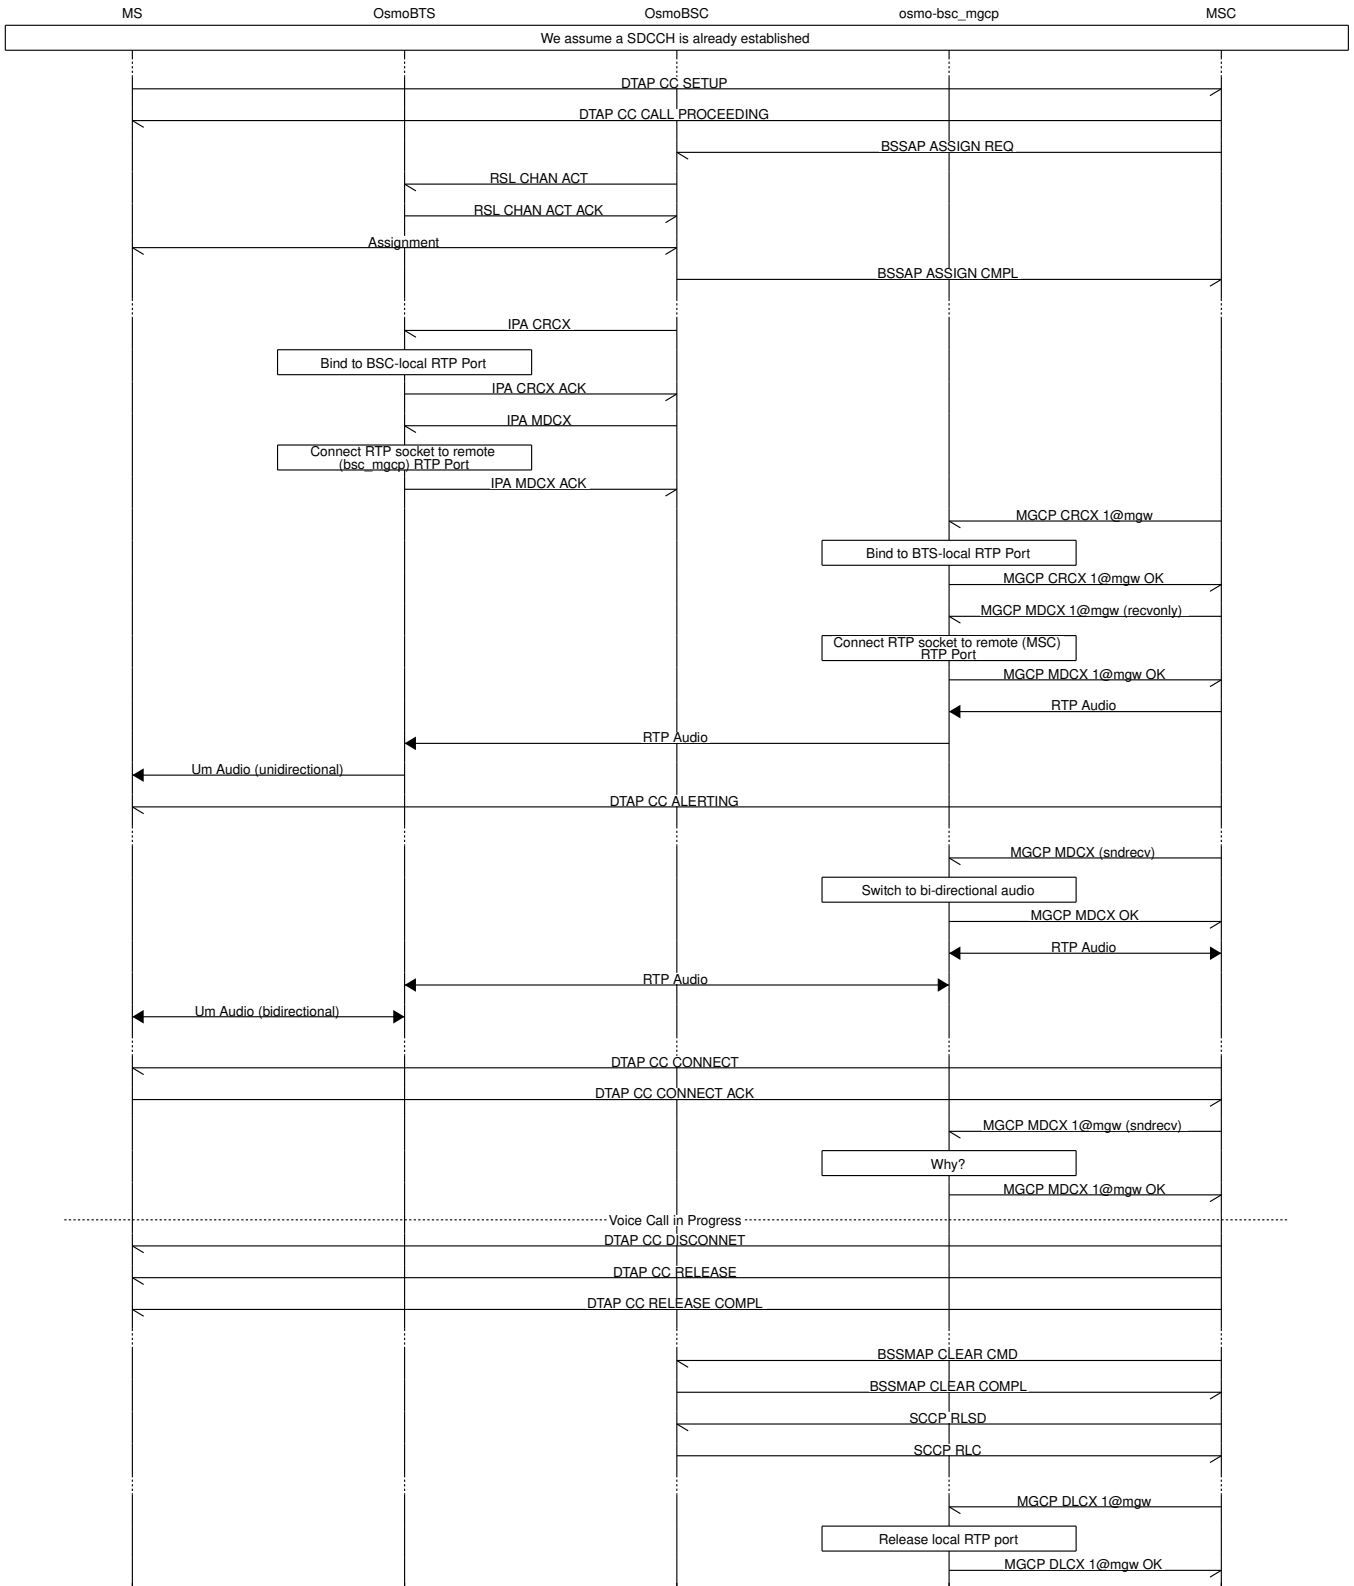 MS
OsmoBTS
OsmoBSC
osmo-bsc_mgcp
MSC
We assume a SDCCH is already established
DTAP CC SETUP
DTAP CC CALL PROCEEDING
BSSAP ASSIGN REQ
RSL CHAN ACT
RSL CHAN ACT ACK
Assignment
BSSAP ASSIGN CMPL
IPA CRCX
Bind to BSC-local RTP Port
IPA CRCX ACK
IPA MDCX
Connect RTP socket to remote
(bsc_mgcp) RTP Port
IPA MDCX ACK
MGCP CRCX 1@mgw
Bind to BTS-local RTP Port
MGCP CRCX 1@mgw OK
MGCP MDCX 1@mgw (recvonly)
Connect RTP socket to remote (MSC)
RTP Port
MGCP MDCX 1@mgw OK
RTP Audio
RTP Audio
Um Audio (unidirectional)
DTAP CC ALERTING
MGCP MDCX (sndrecv)
Switch to bi-directional audio
MGCP MDCX OK
RTP Audio
RTP Audio
Um Audio (bidirectional)
DTAP CC CONNECT
DTAP CC CONNECT ACK
MGCP MDCX 1@mgw (sndrecv)
Why?
MGCP MDCX 1@mgw OK
Voice Call in Progress
DTAP CC DISCONNET
DTAP CC RELEASE
DTAP CC RELEASE COMPL
BSSMAP CLEAR CMD
BSSMAP CLEAR COMPL
SCCP RLSD
SCCP RLC
MGCP DLCX 1@mgw
Release local RTP port
MGCP DLCX 1@mgw OK